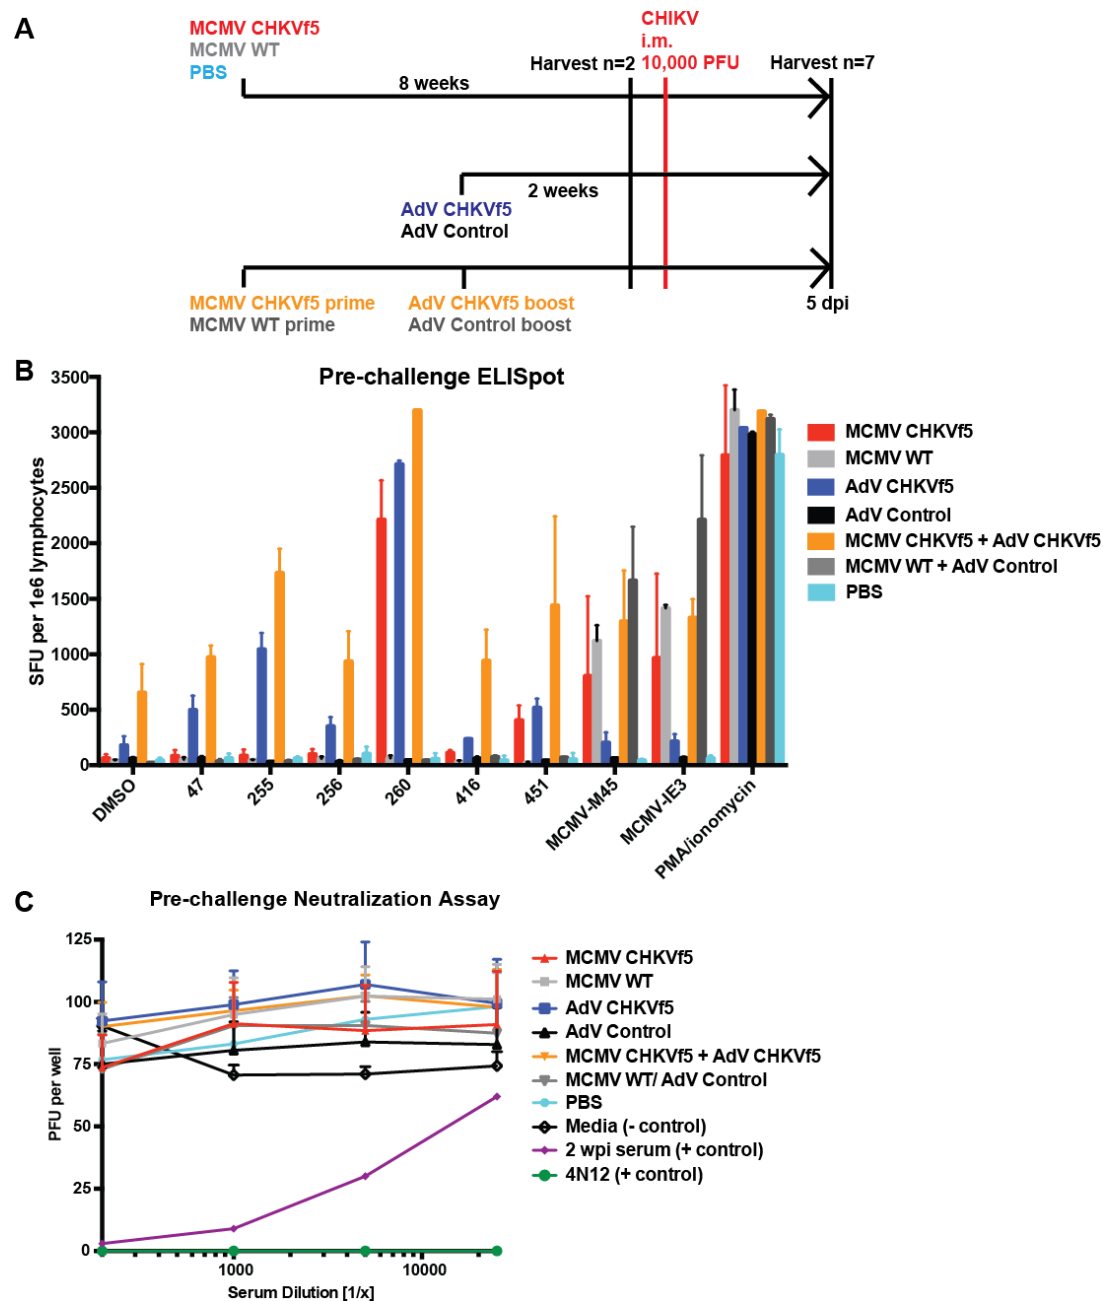 A
MCMV CHKVf5
MCMV WT
PBS
8 weeks
Harvest n=2
CHIKV
i.m.
10,000 PFU
Harvest n=7
2 weeks
AdV CHKVf5
AdV Control
MCMV CHKVf5 prime
MCMV WT prime
AdV CHKVf5 boost
AdV Control boost
5 dpi
B
Pre-challenge ELISpot
SFU per 1e6 lymphocytes
3500
3000
2500
2000
1500
1000
500
0
DMSO
47
255
256
260
416
451
MCMV-M45
MCMV-IE3
PMA/ionomycin
MCMV CHKVf5
MCMV WT
AdV CHKVf5
AdV Control
MCMV CHKVf5 + AdV CHKVf5
MCMV WT + AdV Control
PBS
C
Pre-challenge Neutralization Assay
PFU per well
125
100
75
50
25
0
1000
10000
Serum Dilution [1/x]
MCMV CHKVf5
MCMV WT
AdV CHKVf5
AdV Control
MCMV CHKVf5 + AdV CHKVf5
MCMV WT/ AdV Control
PBS
Media (- control)
2 wpi serum (+ control)
4N12 (+ control)